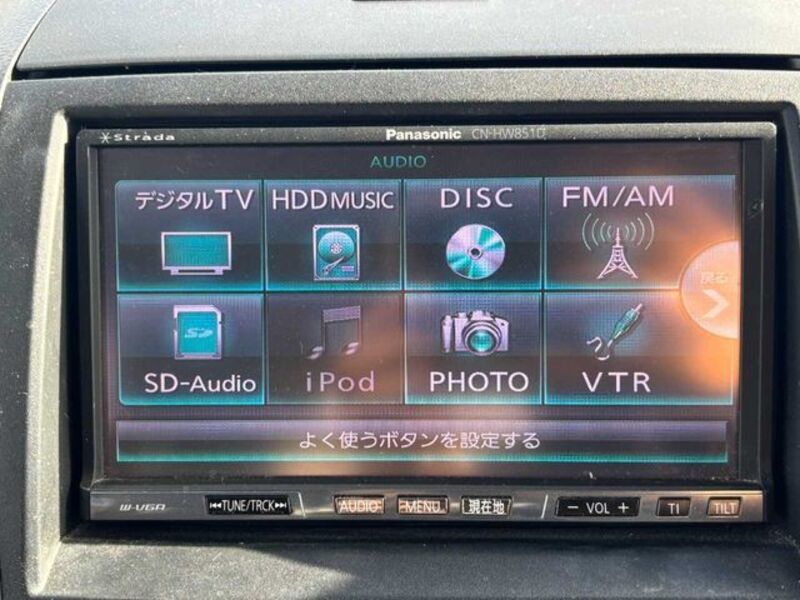 Strada Panasonic CN-HW851D
AUDIO
デジタルTV HDD MUSIC DISC FM/AM
戻る
SD
SD-Audio iPod PHOTO VTR
よく使うボタンを設定する
W-VGA TUNE/TRCK AUDIO MENU 現在地 − VOL + TI TILT